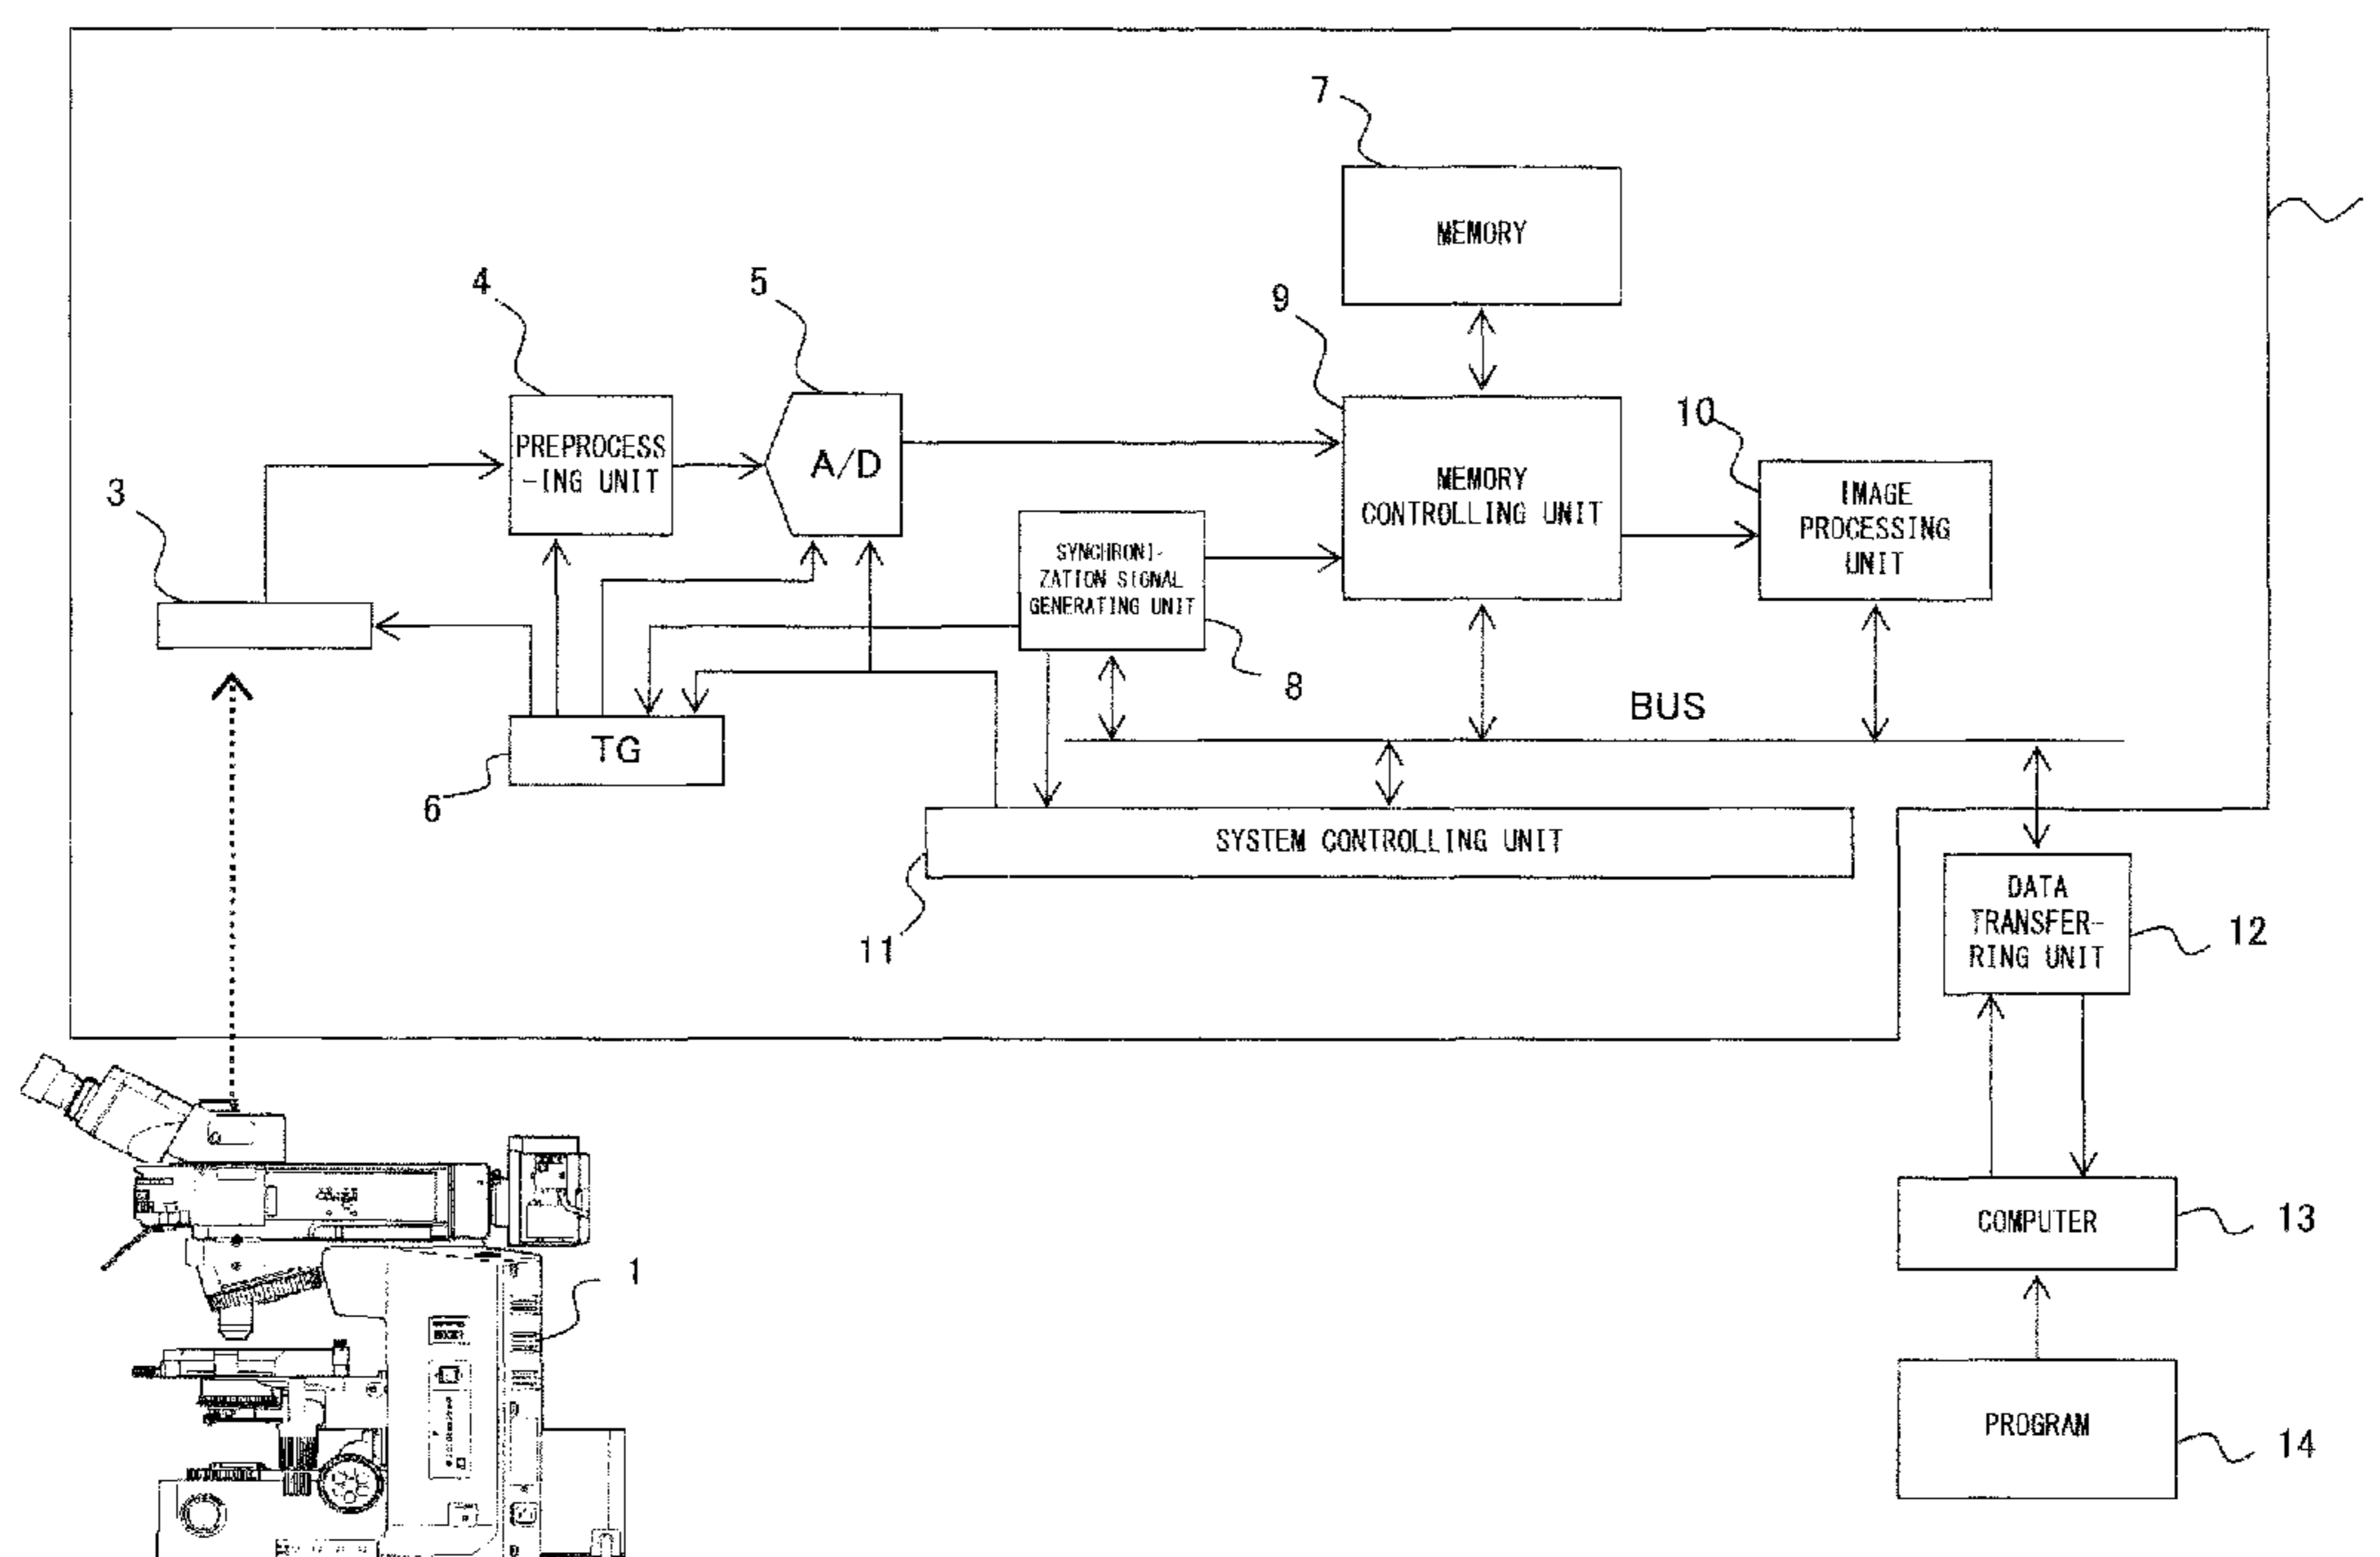 7
MEMORY
4
5
9
PREPROCESS
-ING UNIT
A/D
10
MEMORY
CONTROLLING UNIT
IMAGE
PROCESSING
UNIT
3
SYNCHRONI-
ZATION SIGNAL
GENERATING UNIT
8
BUS
TG
6
SYSTEM CONTROLLING UNIT
11
DATA
TRANSFER-
RING UNIT
12
COMPUTER
13
1
PROGRAM
14